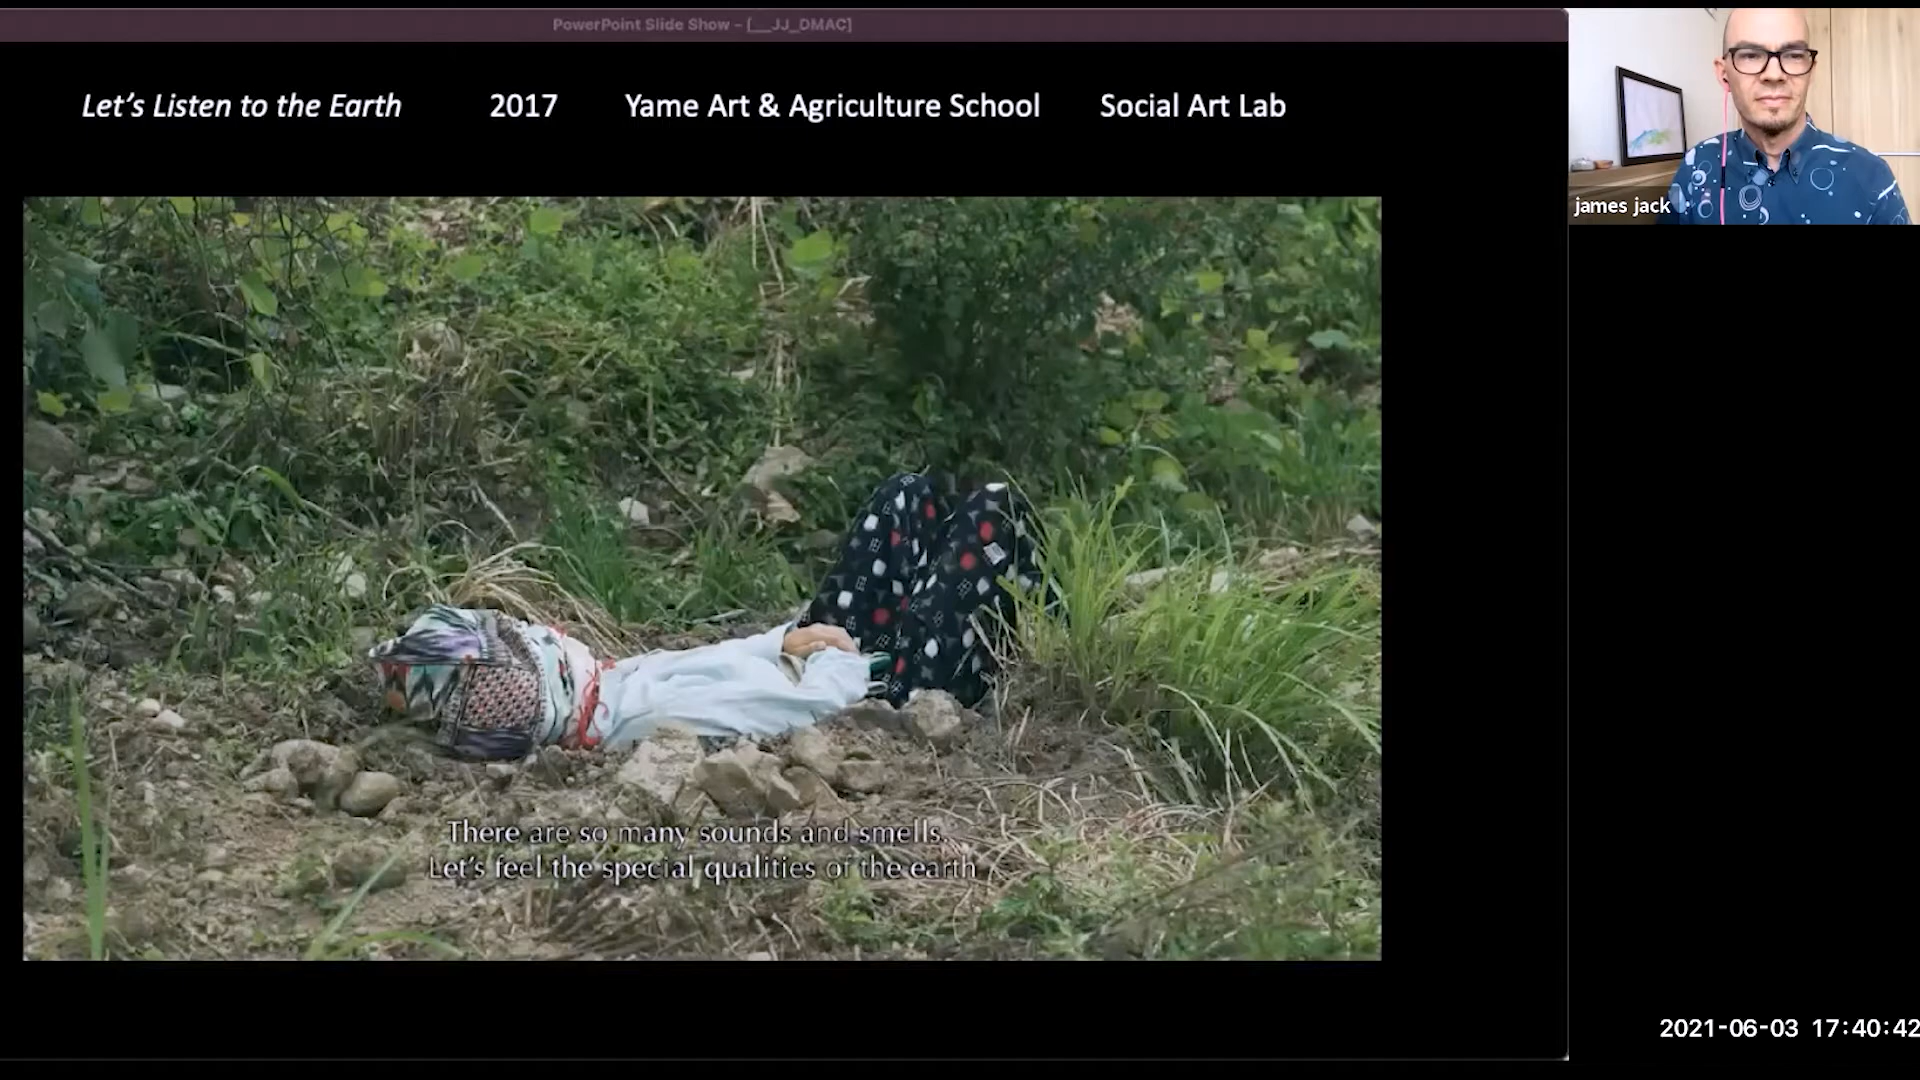 PowerPoint Slide Show - [__JJ_DMAC]
Let's Listen to the Earth 2017 Yame Art & Agriculture School Social Art Lab
james jack
There are so many sounds and smells.
Let's feel the special qualities of the earth
2021-06-03 17:40:42